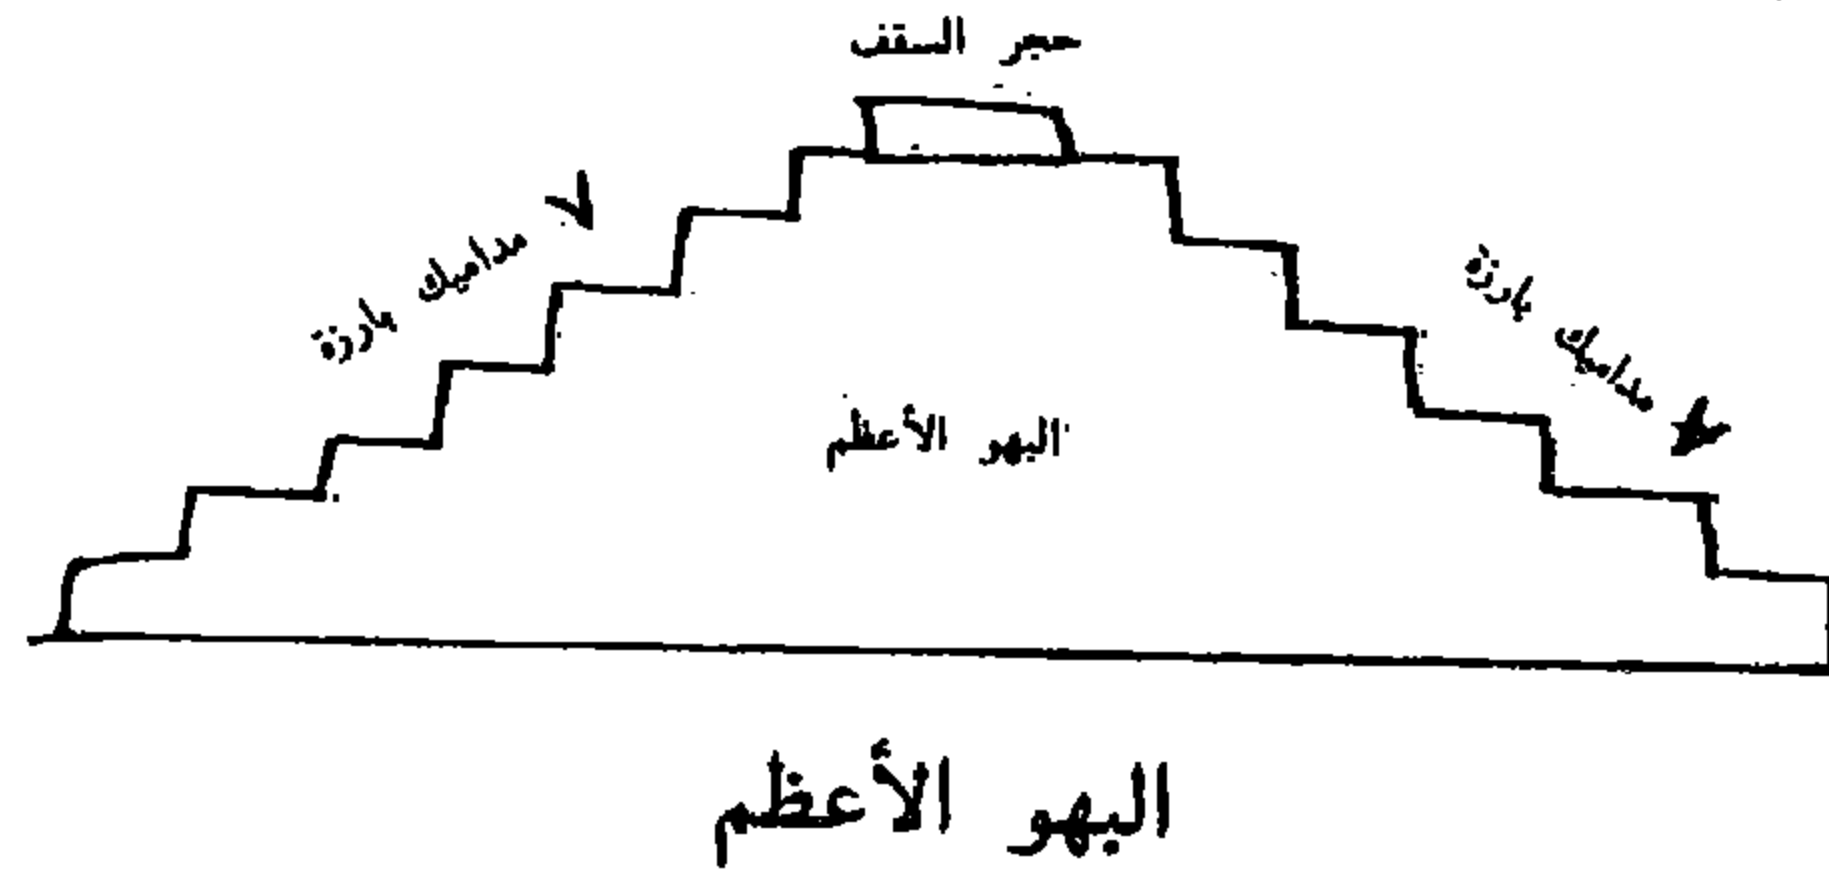 حجر السقف
٧ مداميك بارزة
مداميك بارزة
البهو الأعظم
البهو الأعظم